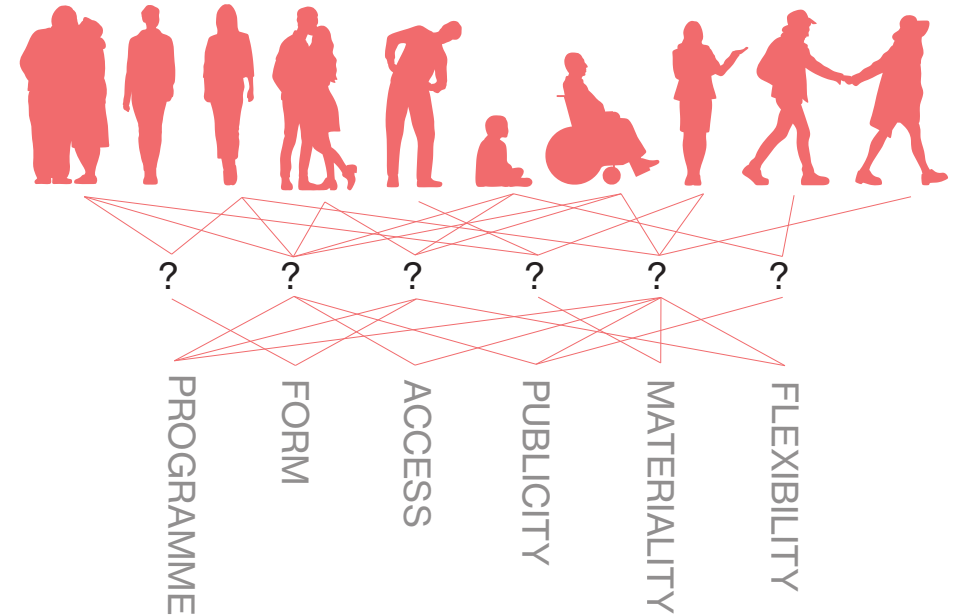 ? ? ? ? ? ?
PROGRAMME
FORM
ACCESS
PUBLICITY
MATERIALITY
FLEXIBILITY